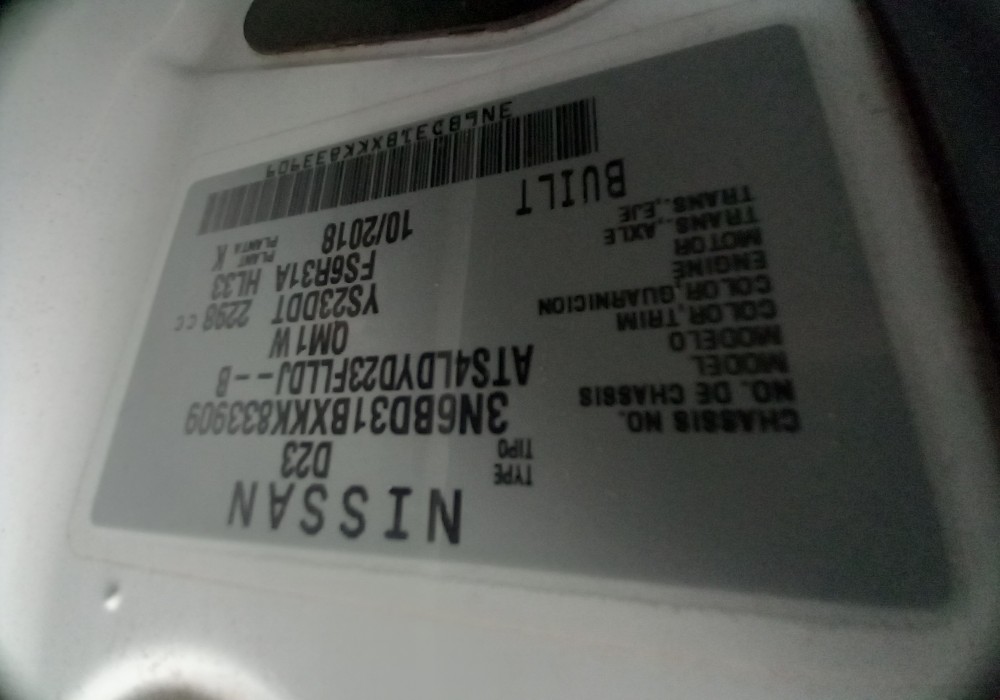 NISSAN
TYPE
TIPO D23
CHASSIS NO.
NO. DE CHASSIS 3N6BD31BXKK833909
MODEL
MODELO ATS4LDYD23FLLDJ--B
COLOR,TRIM
COLOR,GUARNICION QM1 W
ENGINE
MOTOR YS23DDT 2298 cc
TRANS., AXLE
TRANS.,EJE FS6R31A HL33
BUILT 10/2018 PLANT
PLANTA K
3N6BD31BXKK833909